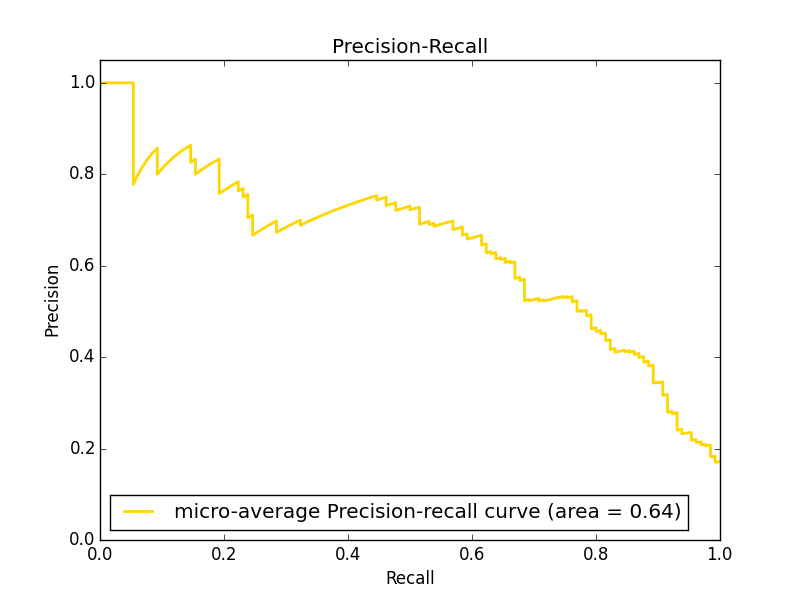 Precision-Recall
1.0
0.8
0.6
0.4
0.2
0.0
Precision
micro-average Precision-recall curve (area = 0.64)
0.0 0.2 0.4 0.6 0.8 1.0
Recall